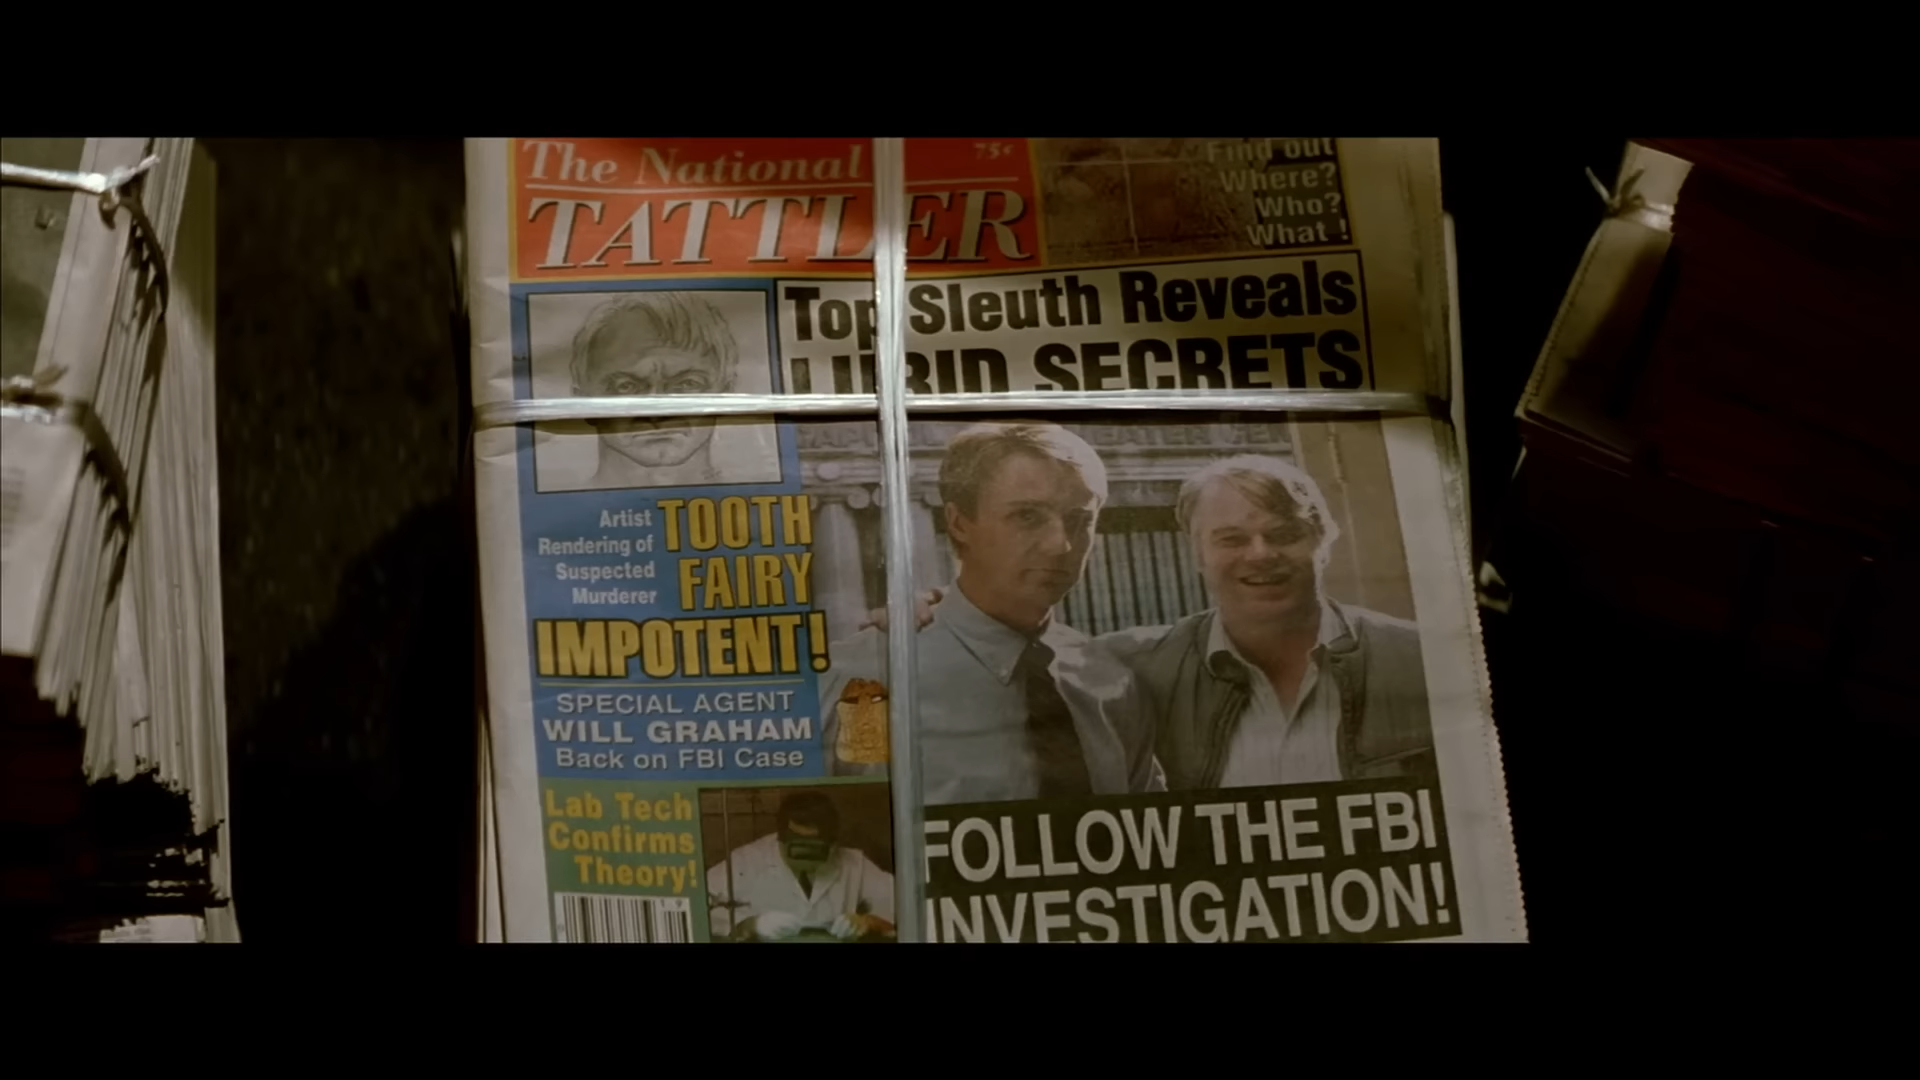 The National
75¢
TATTLER
Find out
Where?
Who?
What !
Top Sleuth Reveals
LURID SECRETS
Artist
Rendering of
Suspected
Murderer
TOOTH
FAIRY
IMPOTENT!
SPECIAL AGENT
WILL GRAHAM
Back on FBI Case
Lab Tech
Confirms
Theory!
FOLLOW THE FBI
INVESTIGATION!